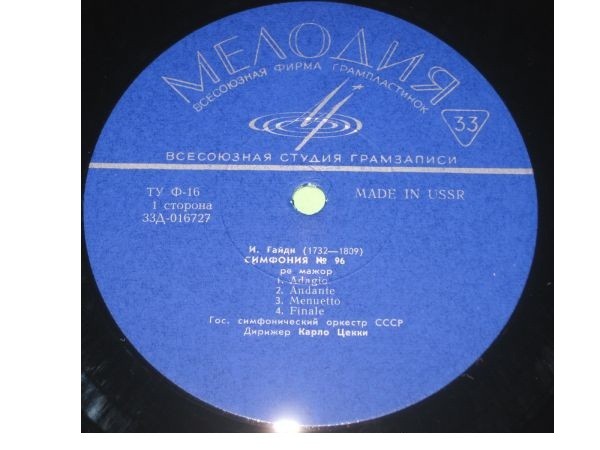 МЕЛОДИЯ
ВСЕСОЮЗНАЯ ФИРМА ГРАМПЛАСТИНОК
33
ВСЕСОЮЗНАЯ СТУДИЯ ГРАМЗАПИСИ
ТУ Ф-16
MADE IN USSR
1 сторона
33Д-016727
И. Гайдн (1732—1809)
СИМФОНИЯ № 96
ре мажор
1. Adagio
2. Andante
3. Menuetto
4. Finale
Гос. симфонический оркестр СССР
Дирижер Карло Цекки